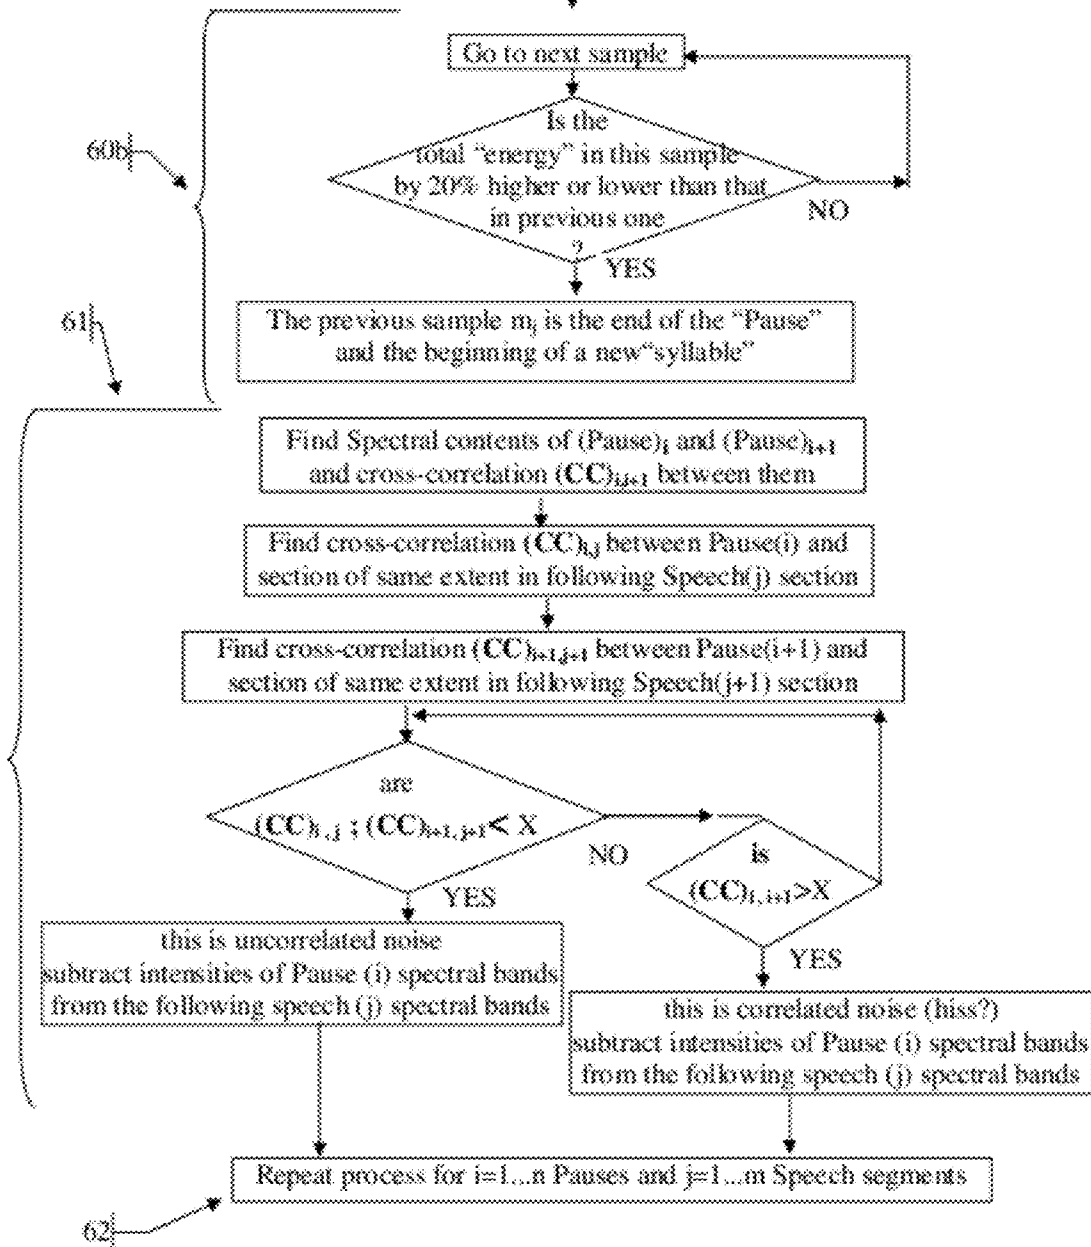 Go to next sample
60b
Is the
total “energy” in this sample
by 20% higher or lower than that
in previous one
?
NO
YES
61
The previous sample mⱼ is the end of the “Pause”
and the beginning of a new“syllable”
Find Spectral contents of (Pause)ᵢ and (Pause)ᵢ₊₁
and cross-correlation (CC)ᵢ,ᵢ₊₁ between them
Find cross-correlation (CC)ᵢ,ⱼ between Pause(i) and
section of same extent in following Speech(j) section
Find cross-correlation (CC)ᵢ₊₁,ⱼ₊₁ between Pause(i+1) and
section of same extent in following Speech(j+1) section
are
(CC)ᵢ,ⱼ ; (CC)ᵢ₊₁,ⱼ₊₁< X
NO
YES
is
(CC)ᵢ,ᵢ₊₁>X
YES
this is uncorrelated noise
subtract intensities of Pause (i) spectral bands
from the following speech (j) spectral bands
this is correlated noise (hiss?)
subtract intensities of Pause (i) spectral bands
from the following speech (j) spectral bands
Repeat process for i=1...n Pauses and j=1...m Speech segments
62